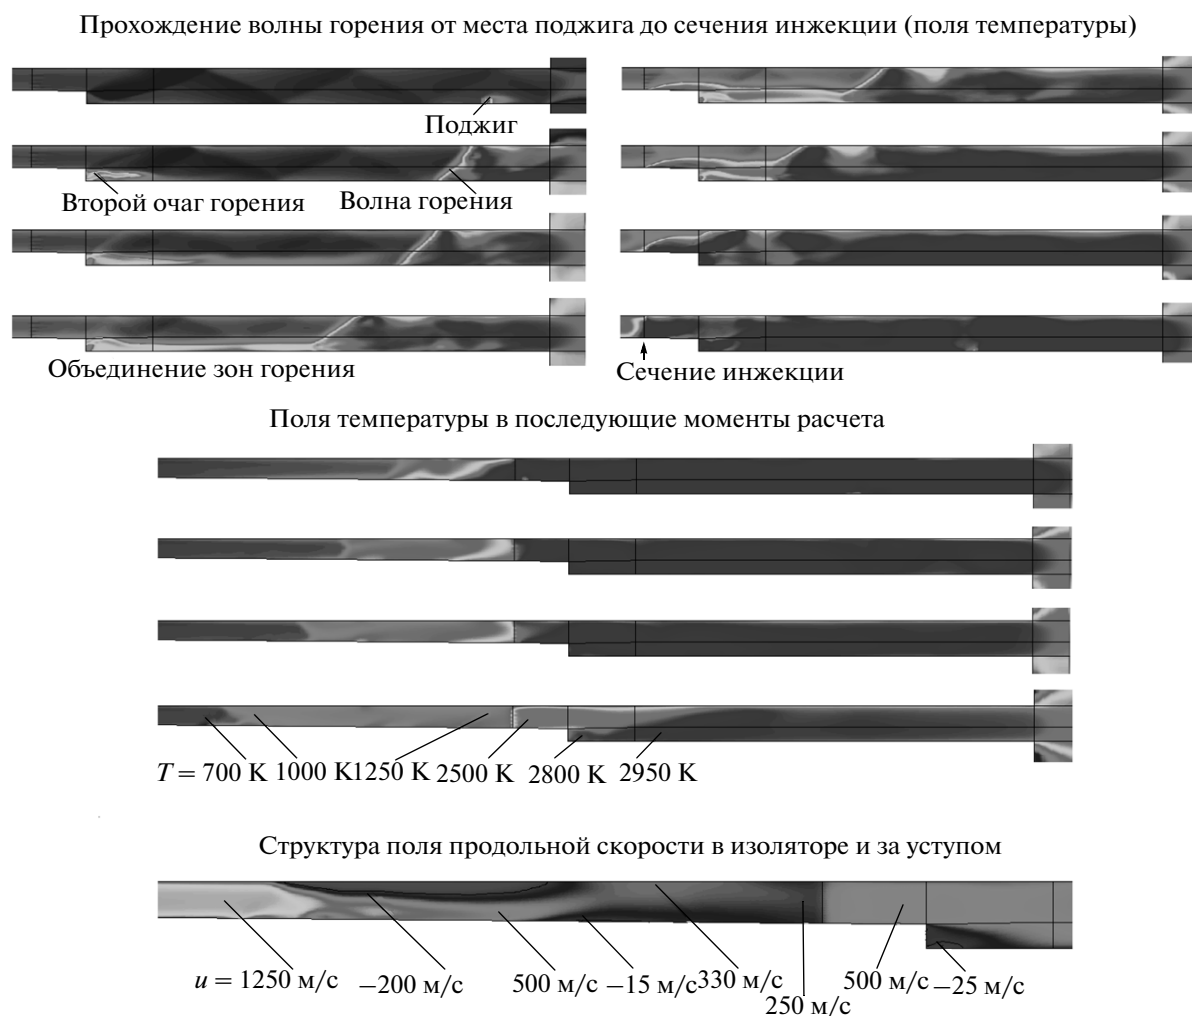 Прохождение волны горения от места поджига до сечения инжекции (поля температуры)
Поджиг
Второй очаг горения
Волна горения
Объединение зон горения
Сечение инжекции
Поля температуры в последующие моменты расчета
T = 700 K 1000 K 1250 K 2500 K 2800 K 2950 K
Структура поля продольной скорости в изоляторе и за уступом
u = 1250 м/с −200 м/с 500 м/с −15 м/с 330 м/с 250 м/с 500 м/с −25 м/с